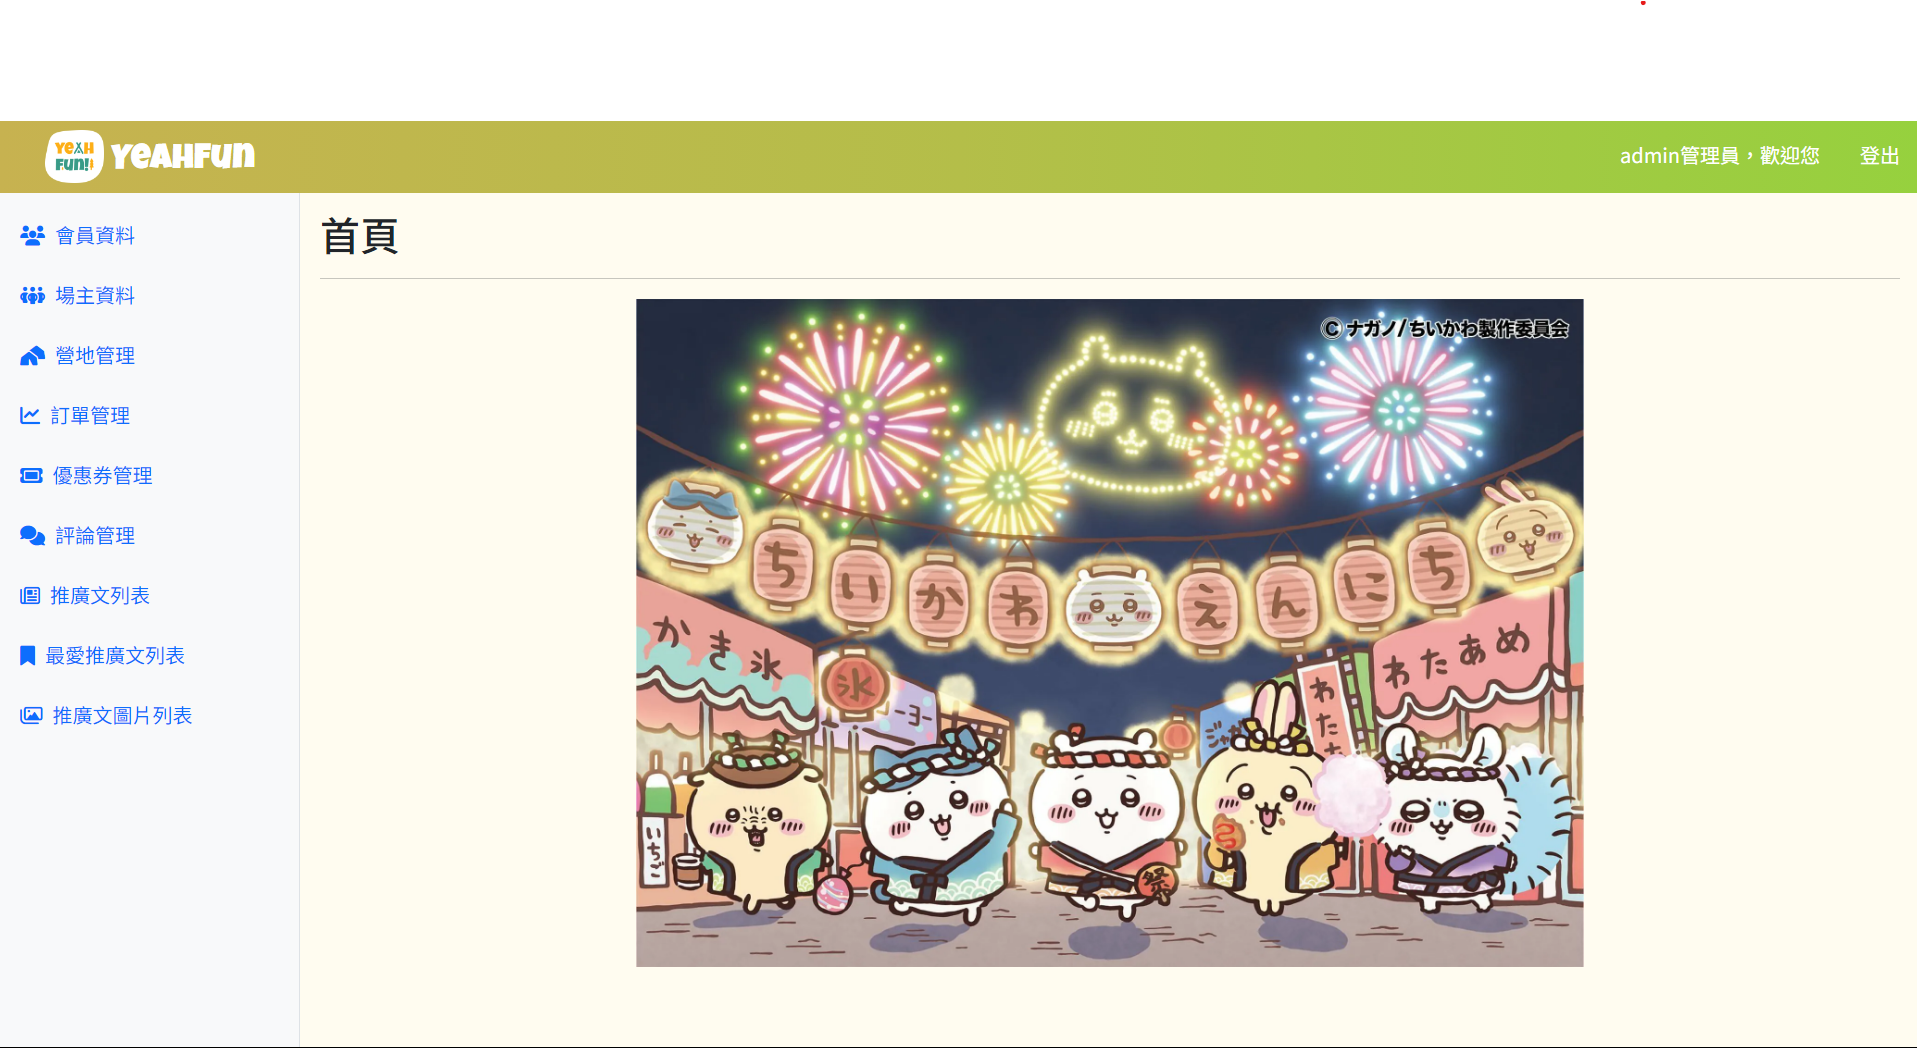 YEAH
FUN!
YEAHFUN
admin管理員，歡迎您
登出
會員資料
場主資料
營地管理
訂單管理
優惠券管理
評論管理
推廣文列表
最愛推廣文列表
推廣文圖片列表
首頁
© ナガノ/ちいかわ製作委員会
ちいかわ えんにち
かき氷
氷
ーヨー
わたあめ
わた
ジャガ
いちご
祭